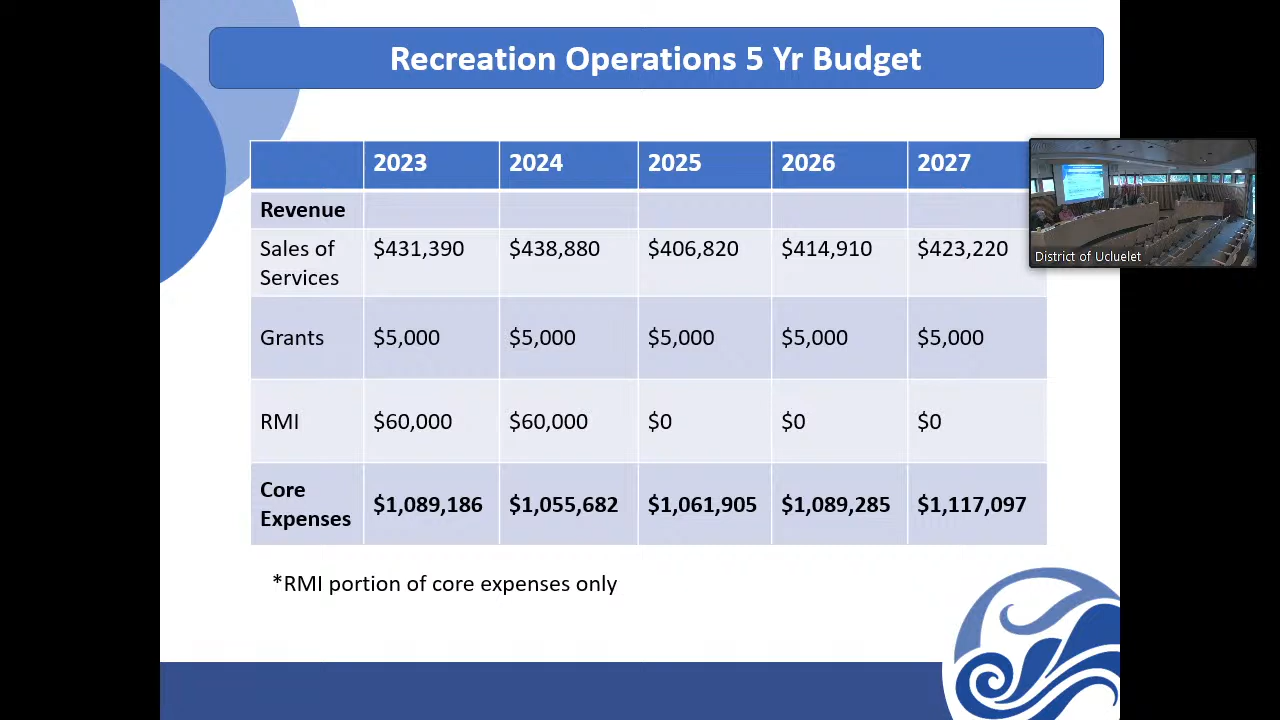 Recreation Operations 5 Yr Budget
2023 2024 2025 2026 2027
Revenue
Sales of Services $431,390 $438,880 $406,820 $414,910 $423,220
Grants $5,000 $5,000 $5,000 $5,000 $5,000
RMI $60,000 $60,000 $0 $0 $0
Core Expenses $1,089,186 $1,055,682 $1,061,905 $1,089,285 $1,117,097
*RMI portion of core expenses only
District of Ucluelet